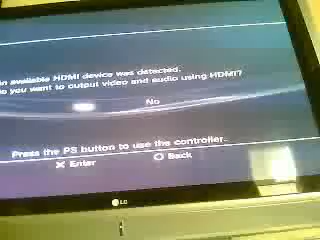 n available HDMI device was detected.
o you want to output video and audio using HDMI?
No
Press the PS button to use the controller.
Enter
Back
LG